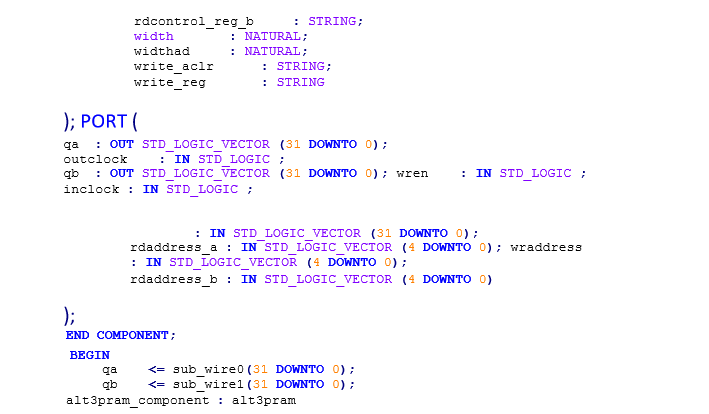 rdcontrol_reg_b : STRING;
width : NATURAL;
widthad : NATURAL;
write_aclr : STRING;
write_reg : STRING
); PORT (
qa : OUT STD_LOGIC_VECTOR (31 DOWNTO 0);
outclock : IN STD_LOGIC ;
qb : OUT STD_LOGIC_VECTOR (31 DOWNTO 0); wren : IN STD_LOGIC ;
inclock : IN STD_LOGIC ;
: IN STD_LOGIC_VECTOR (31 DOWNTO 0);
rdaddress_a : IN STD_LOGIC_VECTOR (4 DOWNTO 0); wraddress
: IN STD_LOGIC_VECTOR (4 DOWNTO 0);
rdaddress_b : IN STD_LOGIC_VECTOR (4 DOWNTO 0)
);
END COMPONENT;
BEGIN
qa <= sub_wire0(31 DOWNTO 0);
qb <= sub_wire1(31 DOWNTO 0);
alt3pram_component : alt3pram